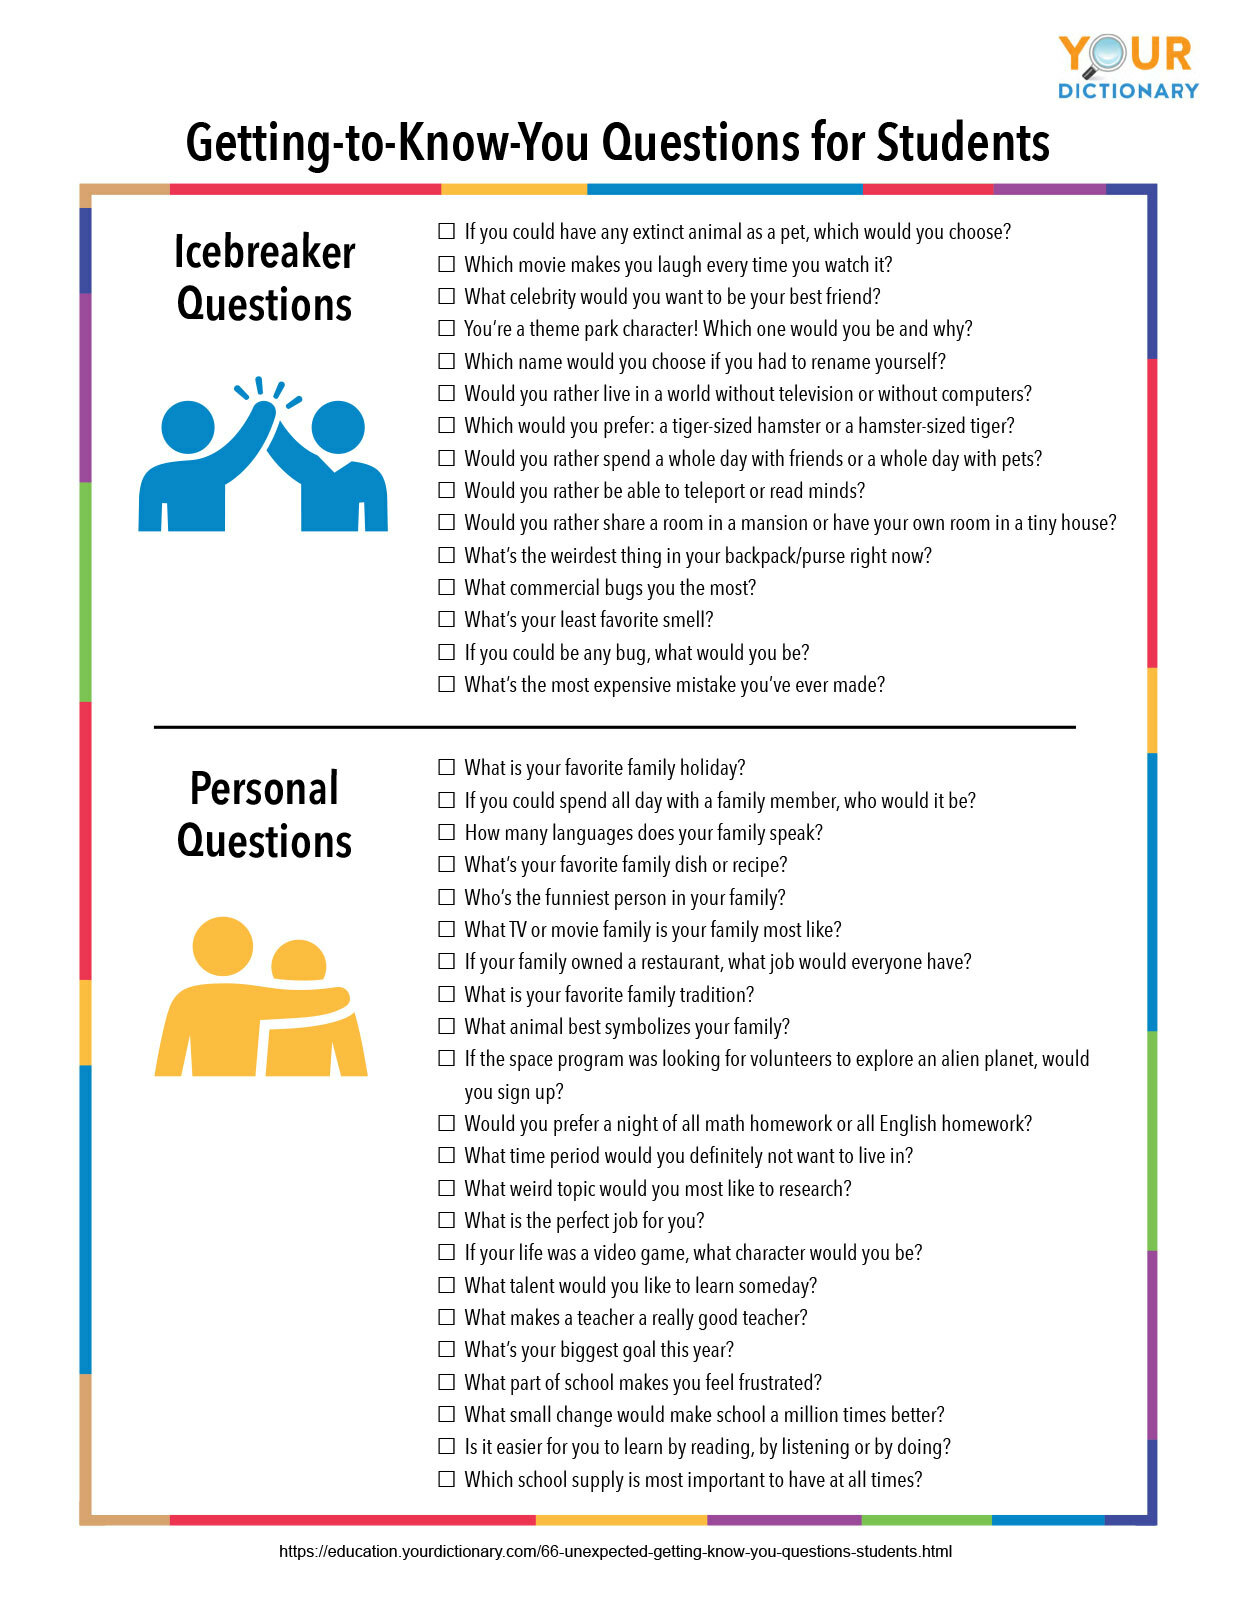 YOUR
DICTIONARY
Getting-to-Know-You Questions for Students
Icebreaker
Questions
☐ If you could have any extinct animal as a pet, which would you choose?
☐ Which movie makes you laugh every time you watch it?
☐ What celebrity would you want to be your best friend?
☐ You’re a theme park character! Which one would you be and why?
☐ Which name would you choose if you had to rename yourself?
☐ Would you rather live in a world without television or without computers?
☐ Which would you prefer: a tiger-sized hamster or a hamster-sized tiger?
☐ Would you rather spend a whole day with friends or a whole day with pets?
☐ Would you rather be able to teleport or read minds?
☐ Would you rather share a room in a mansion or have your own room in a tiny house?
☐ What’s the weirdest thing in your backpack/purse right now?
☐ What commercial bugs you the most?
☐ What’s your least favorite smell?
☐ If you could be any bug, what would you be?
☐ What’s the most expensive mistake you’ve ever made?
Personal
Questions
☐ What is your favorite family holiday?
☐ If you could spend all day with a family member, who would it be?
☐ How many languages does your family speak?
☐ What’s your favorite family dish or recipe?
☐ Who’s the funniest person in your family?
☐ What TV or movie family is your family most like?
☐ If your family owned a restaurant, what job would everyone have?
☐ What is your favorite family tradition?
☐ What animal best symbolizes your family?
☐ If the space program was looking for volunteers to explore an alien planet, would
you sign up?
☐ Would you prefer a night of all math homework or all English homework?
☐ What time period would you definitely not want to live in?
☐ What weird topic would you most like to research?
☐ What is the perfect job for you?
☐ If your life was a video game, what character would you be?
☐ What talent would you like to learn someday?
☐ What makes a teacher a really good teacher?
☐ What’s your biggest goal this year?
☐ What part of school makes you feel frustrated?
☐ What small change would make school a million times better?
☐ Is it easier for you to learn by reading, by listening or by doing?
☐ Which school supply is most important to have at all times?
https://education.yourdictionary.com/66-unexpected-getting-know-you-questions-students.html